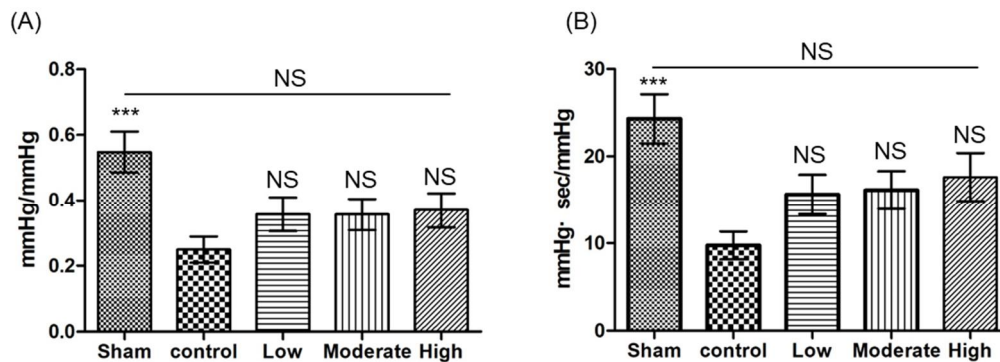 (A)
(B)
NS
***
NS
NS
NS
mmHg/mmHg
0.8
0.6
0.4
0.2
0.0
Sham control Low Moderate High
NS
***
NS
NS
NS
mmHg· sec/mmHg
30
20
10
0
Sham control Low Moderate High